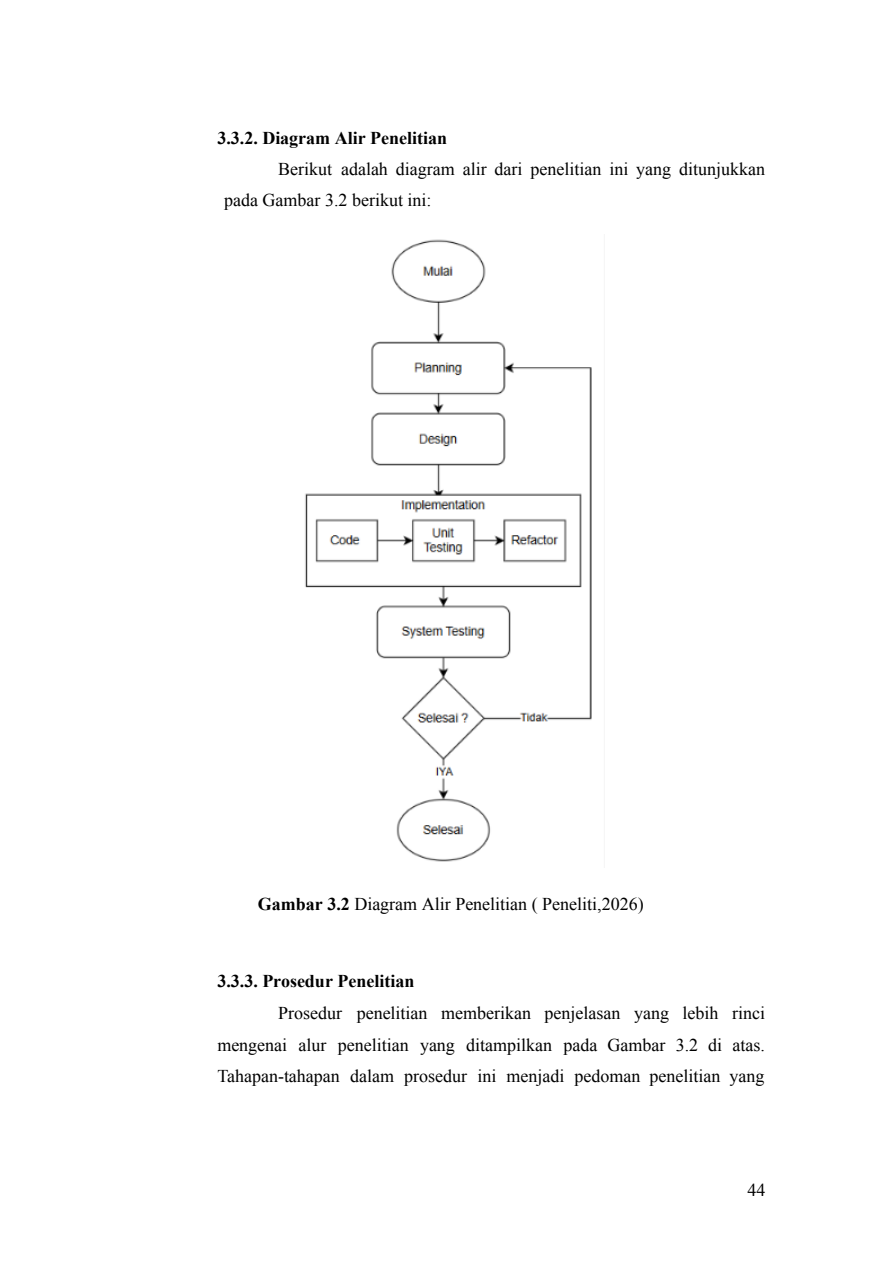 3.3.2. Diagram Alir Penelitian
Berikut adalah diagram alir dari penelitian ini yang ditunjukkan
pada Gambar 3.2 berikut ini:
Mulai
Planning
Design
Implementation
Code
Unit
Testing
Refactor
System Testing
Selesai ?
Tidak
IYA
Selesai
Gambar 3.2 Diagram Alir Penelitian ( Peneliti,2026)
3.3.3. Prosedur Penelitian
Prosedur penelitian memberikan penjelasan yang lebih rinci
mengenai alur penelitian yang ditampilkan pada Gambar 3.2 di atas.
Tahapan-tahapan dalam prosedur ini menjadi pedoman penelitian yang
44